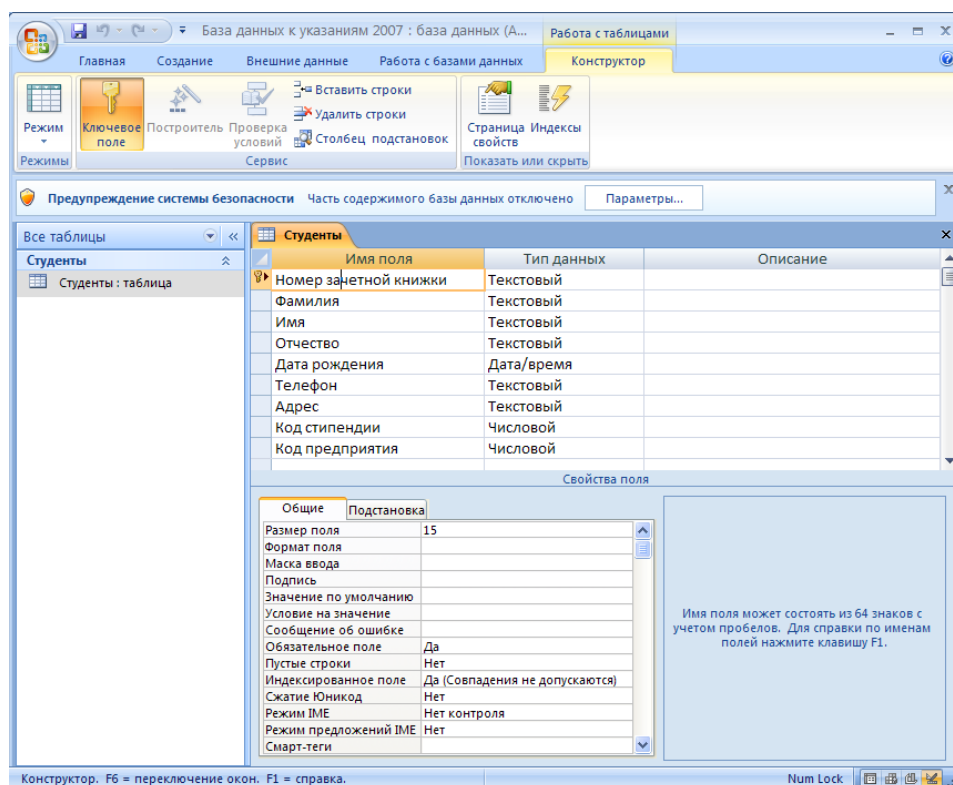 База данных к указаниям 2007 : база данных (А... Работа с таблицами
Главная Создание Внешние данные Работа с базами данных Конструктор
Режим
Ключевое поле
Построитель
Проверка условий
Вставить строки
Удалить строки
Столбец подстановок
Страница свойств
Индексы
Режимы Сервис Показать или скрыть
Предупреждение системы безопасности Часть содержимого базы данных отключено Параметры...
Все таблицы
Студенты
Студенты : таблица
Студенты
Имя поля Тип данных Описание
Номер зачетной книжки Текстовый
Фамилия Текстовый
Имя Текстовый
Отчество Текстовый
Дата рождения Дата/время
Телефон Текстовый
Адрес Текстовый
Код стипендии Числовой
Код предприятия Числовой
Свойства поля
Общие Подстановка
Размер поля 15
Формат поля
Маска ввода
Подпись
Значение по умолчанию
Условие на значение
Сообщение об ошибке
Обязательное поле Да
Пустые строки Нет
Индексированное поле Да (Совпадения не допускаются)
Сжатие Юникод Нет
Режим IME Нет контроля
Режим предложений IME Нет
Смарт-теги
Имя поля может состоять из 64 знаков с
учетом пробелов. Для справки по именам
полей нажмите клавишу F1.
Конструктор. F6 = переключение окон. F1 = справка. Num Lock